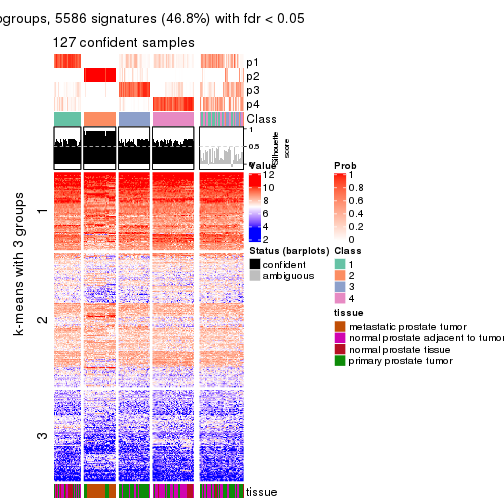 ogroups, 5586 signatures (46.8%) with fdr < 0.05
127 confident samples
p1
p2
p3
p4
Class
1
0.5
0
Silhouette
score
k-means with 3 groups
1
2
3
tissue
Value
12
10
8
6
4
2
Status (barplots)
confident
ambiguous
Prob
1
0.8
0.6
0.4
0.2
0
Class
1
2
3
4
tissue
metastatic prostate tumor
normal prostate adjacent to tumor
normal prostate tissue
primary prostate tumor